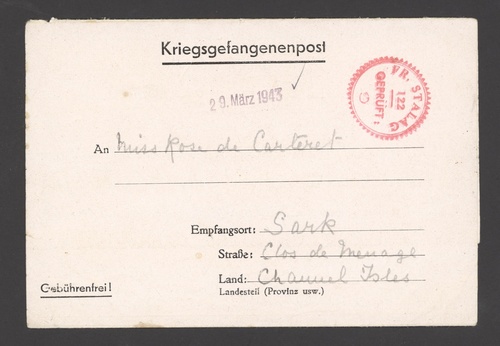 Kriegsgefangenenpost
29. März 1943
FR. STALAG
122
GEPRÜFT:
9
An Miss Rose de Carteret
Empfangsort: Sark
Straße: Clos de Menage
Land: Channel Isles
Landesteil (Provinz usw.)
Gebührenfrei!